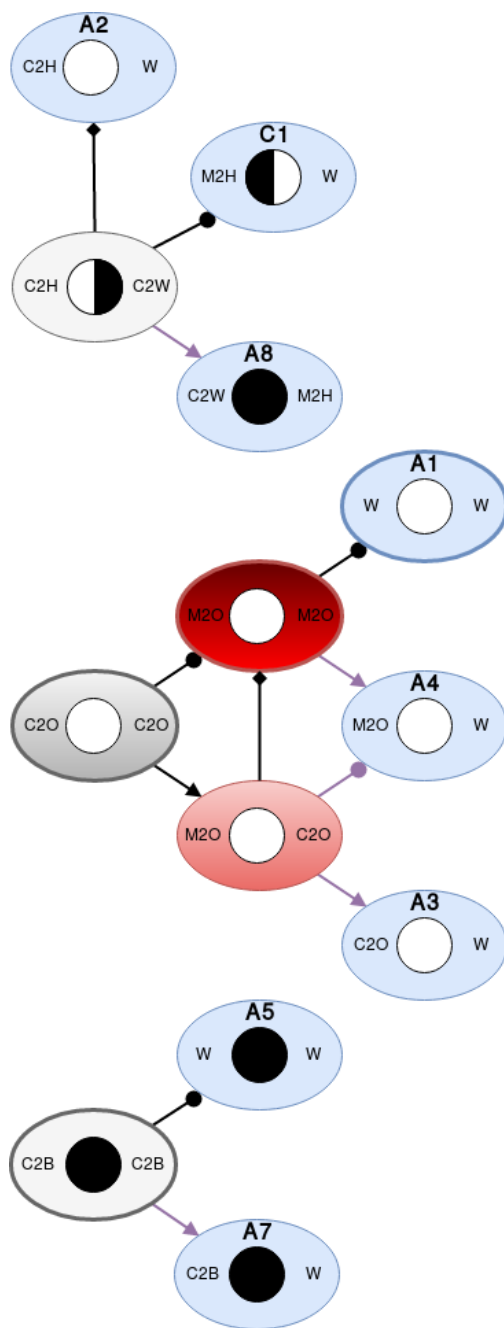 A2
C2H W
C1
M2H W
C2H C2W
A8
C2W M2H
A1
W W
M2O M2O
A4
C2O C2O
M2O W
M2O C2O
A3
C2O W
A5
W W
C2B C2B
A7
C2B W